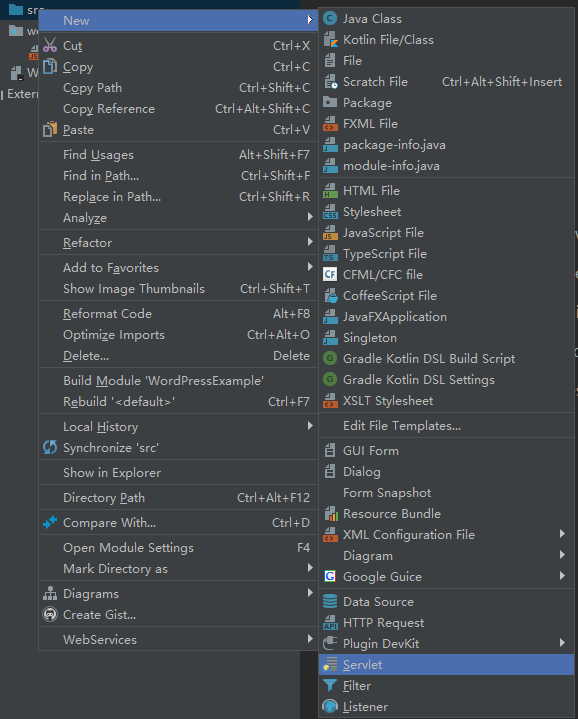 src
we
W
Exter
New
Cut Ctrl+X
Copy Ctrl+C
Copy Path Ctrl+Shift+C
Copy Reference Ctrl+Alt+Shift+C
Paste Ctrl+V
Find Usages Alt+Shift+F7
Find in Path... Ctrl+Shift+F
Replace in Path... Ctrl+Shift+R
Analyze
Refactor
Add to Favorites
Show Image Thumbnails Ctrl+Shift+T
Reformat Code Alt+F8
Optimize Imports Ctrl+Alt+O
Delete... Delete
Build Module 'WordPressExample'
Rebuild '<default>' Ctrl+F7
Local History
Synchronize 'src'
Show in Explorer
Directory Path Ctrl+Alt+F12
Compare With... Ctrl+D
Open Module Settings F4
Mark Directory as
Diagrams
Create Gist...
WebServices
Java Class
Kotlin File/Class
File
Scratch File Ctrl+Alt+Shift+Insert
Package
FXML File
package-info.java
module-info.java
HTML File
Stylesheet
JavaScript File
TypeScript File
CFML/CFC file
CoffeeScript File
JavaFXApplication
Singleton
Gradle Kotlin DSL Build Script
Gradle Kotlin DSL Settings
XSLT Stylesheet
Edit File Templates...
GUI Form
Dialog
Form Snapshot
Resource Bundle
XML Configuration File
Diagram
Google Guice
Data Source
HTTP Request
Plugin DevKit
Servlet
Filter
Listener